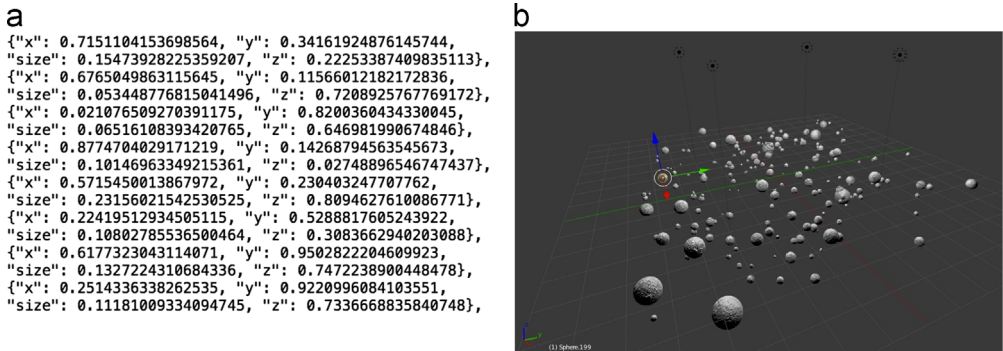 a
{"x": 0.7151104153698564, "y": 0.34161924876145744,
"size": 0.15473928225359207, "z": 0.22253387409835113},
{"x": 0.6765049863115645, "y": 0.11566012182172836,
"size": 0.053448776815041496, "z": 0.7208925767769172},
{"x": 0.021076509270391175, "y": 0.8200360434330045,
"size": 0.06516108393420765, "z": 0.646981990674846},
{"x": 0.8774704029171219, "y": 0.14268794563545673,
"size": 0.10146963349215361, "z": 0.02748896546747437},
{"x": 0.5715450013867972, "y": 0.230403247707762,
"size": 0.23156021542530525, "z": 0.8094627610086771},
{"x": 0.22419512934505115, "y": 0.5288817605243922,
"size": 0.10802785536500464, "z": 0.3083662940203088},
{"x": 0.6177323043114071, "y": 0.9502822204609923,
"size": 0.1327224310684336, "z": 0.7472238900448478},
{"x": 0.2514336338262535, "y": 0.9220996084103551,
"size": 0.11181009334094745, "z": 0.7336668835840748},
b
(1) Sphere.199